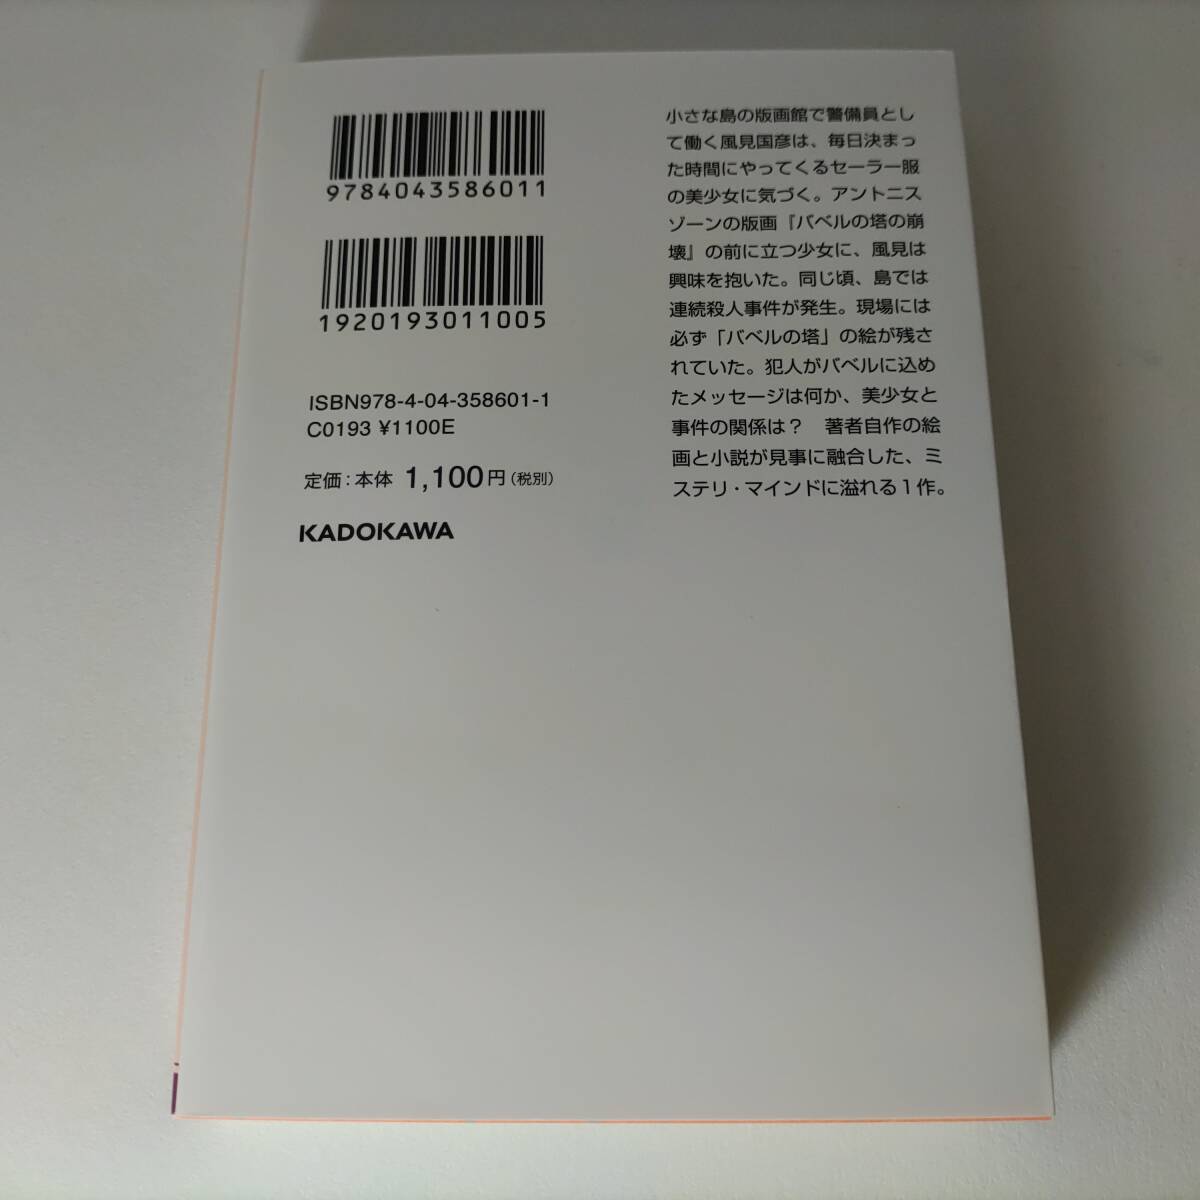 9784043586011
1920193011005
ISBN978-4-04-358601-1
C0193 ¥1100E
定価：本体 1,100円（税別）
KADOKAWA
小さな島の版画館で警備員とし
て働く風見国彦は、毎日決まっ
た時間にやってくるセーラー服
の美少女に気づく。アントニス
ゾーンの版画『バベルの塔の崩
壊』の前に立つ少女に、風見は
興味を抱いた。同じ頃、島では
連続殺人事件が発生。現場には
必ず「バベルの塔」の絵が残さ
れていた。犯人がバベルに込め
たメッセージは何か、美少女と
事件の関係は？　著者自作の絵
画と小説が見事に融合した、ミ
ステリ・マインドに溢れる1作。